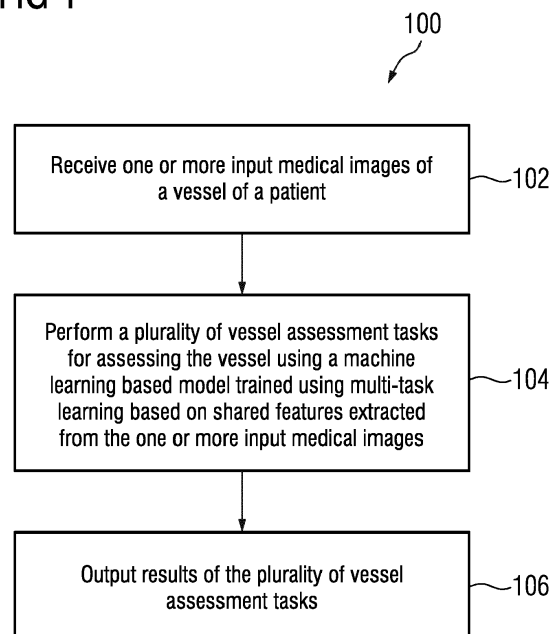 100
Receive one or more input medical images of
a vessel of a patient
102
Perform a plurality of vessel assessment tasks
for assessing the vessel using a machine
learning based model trained using multi-task
learning based on shared features extracted
from the one or more input medical images
104
Output results of the plurality of vessel
assessment tasks
106